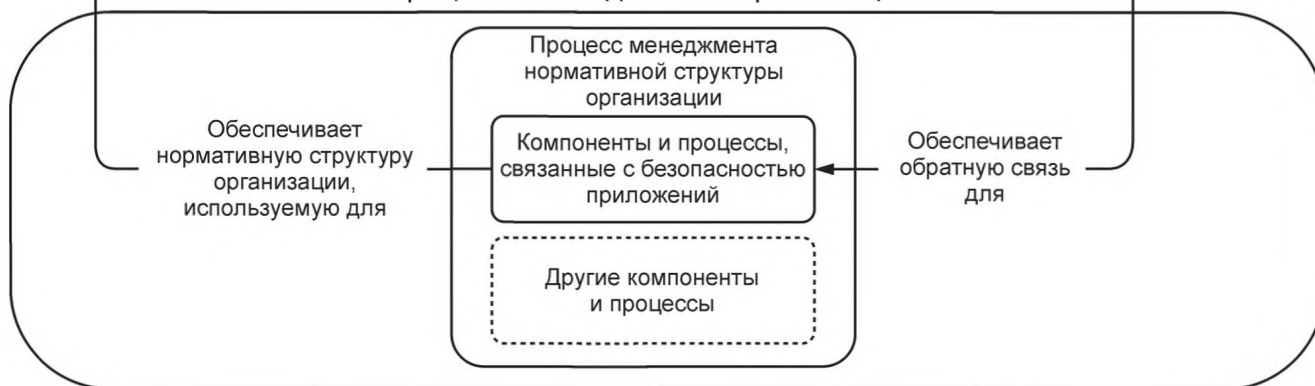 Процесс менеджмента
нормативной структуры
организации
Компоненты и процессы,
связанные с безопасностью
приложений
Обеспечивает
нормативную структуру
организации,
используемую для
Обеспечивает
обратную связь
для
Другие компоненты
и процессы